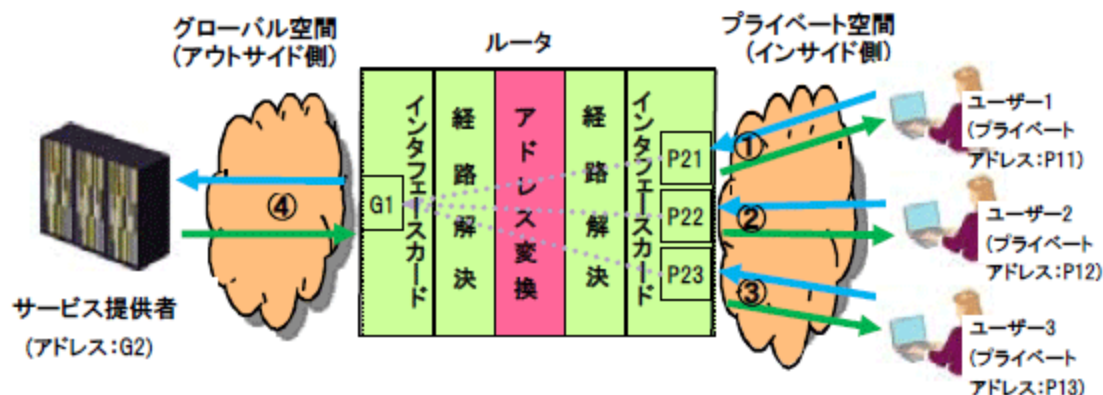 グローバル空間
(アウトサイド側)
ルータ
プライベート空間
(インサイド側)
インタフェースカード
経路解決
アドレス変換
経路解決
インタフェースカード
G1
P21
P22
P23
①
②
③
④
サービス提供者
(アドレス:G2)
ユーザー1
(プライベート
アドレス:P11)
ユーザー2
(プライベート
アドレス:P12)
ユーザー3
(プライベート
アドレス:P13)